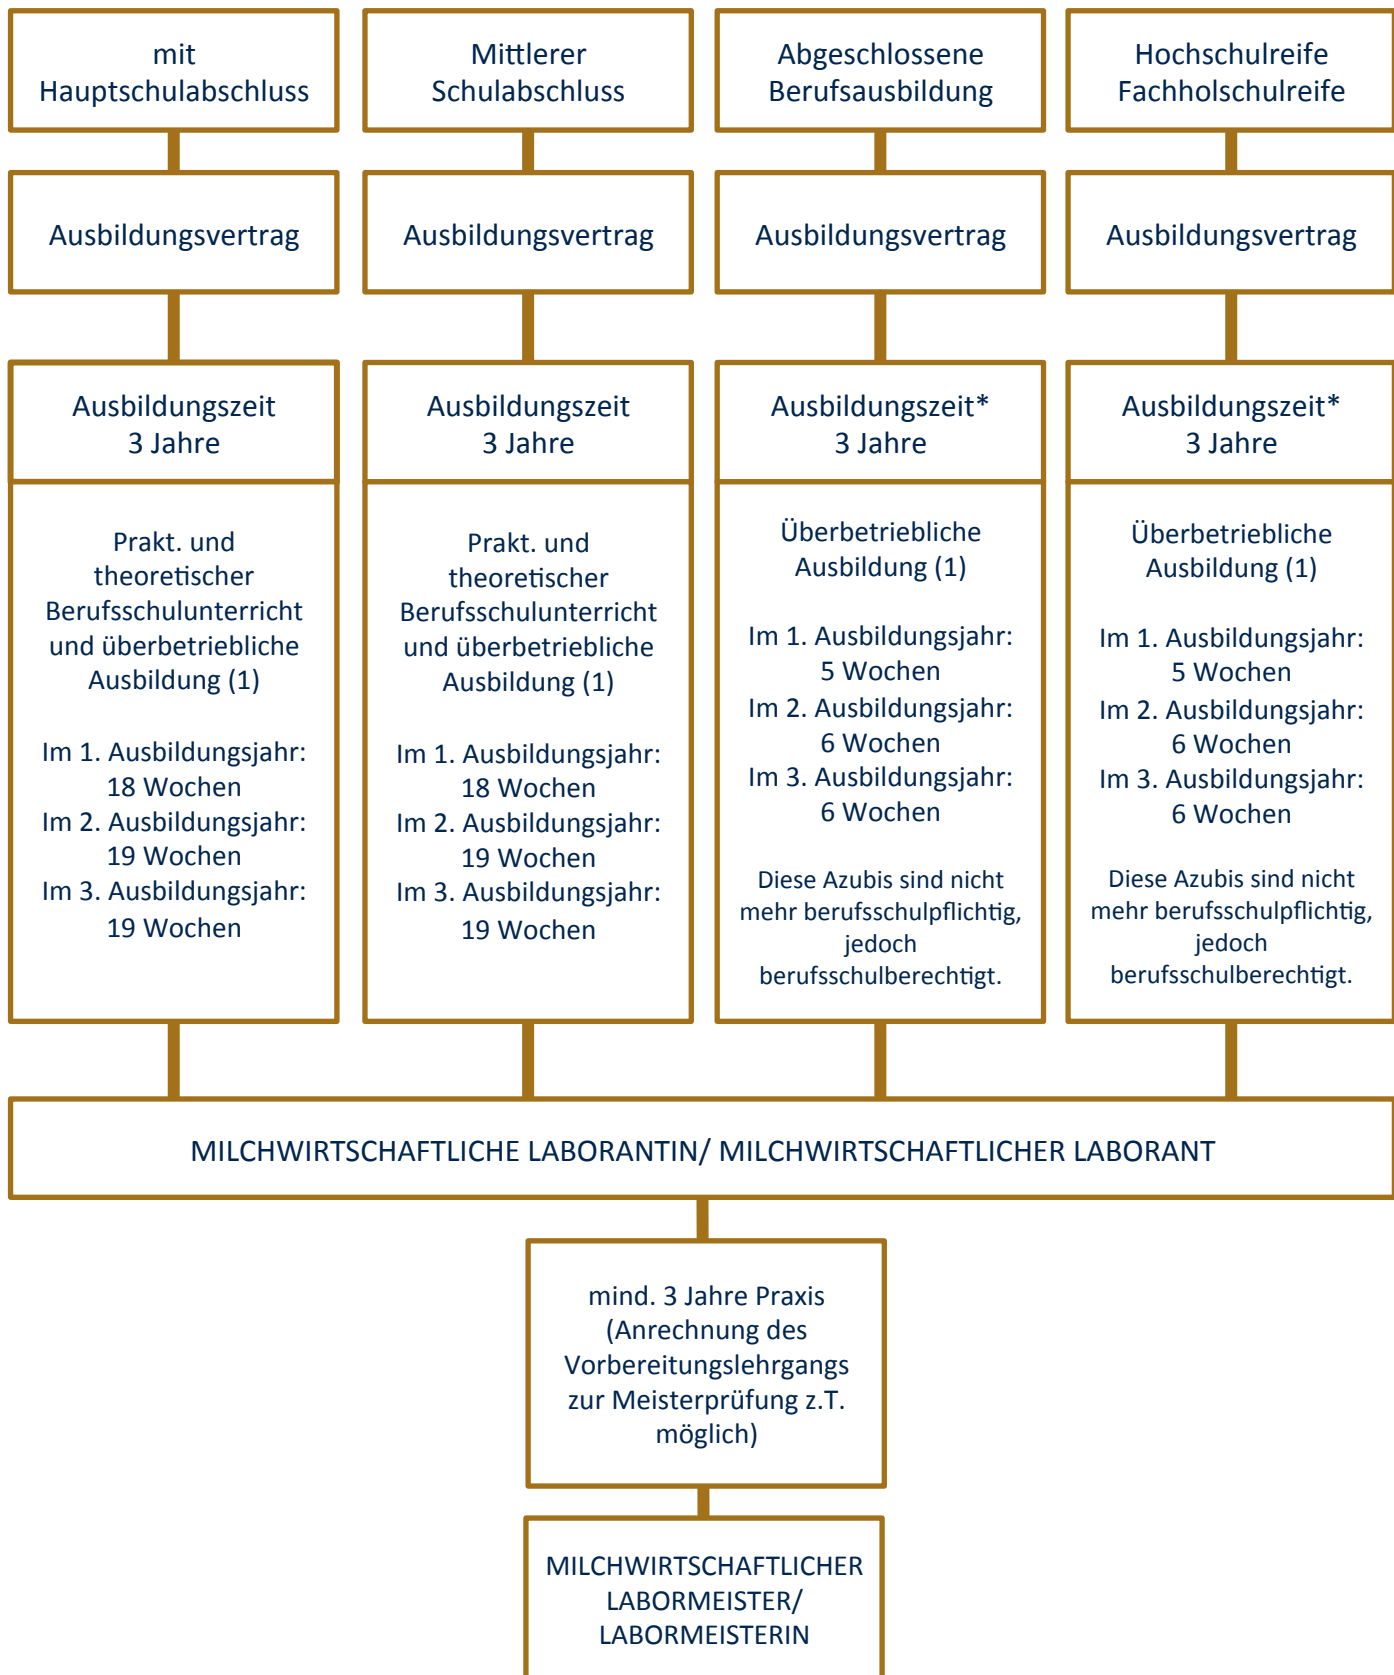 mit
Hauptschulabschluss
Mittlerer
Schulabschluss
Abgeschlossene
Berufsausbildung
Hochschulreife
Fachholschulreife
Ausbildungsvertrag
Ausbildungsvertrag
Ausbildungsvertrag
Ausbildungsvertrag
Ausbildungszeit
3 Jahre
Ausbildungszeit
3 Jahre
Ausbildungszeit*
3 Jahre
Ausbildungszeit*
3 Jahre
Prakt. und
theoretischer
Berufsschulunterricht
und überbetriebliche
Ausbildung (1)
Im 1. Ausbildungsjahr:
18 Wochen
Im 2. Ausbildungsjahr:
19 Wochen
Im 3. Ausbildungsjahr:
19 Wochen
Prakt. und
theoretischer
Berufsschulunterricht
und überbetriebliche
Ausbildung (1)
Im 1. Ausbildungsjahr:
18 Wochen
Im 2. Ausbildungsjahr:
19 Wochen
Im 3. Ausbildungsjahr:
19 Wochen
Überbetriebliche
Ausbildung (1)
Im 1. Ausbildungsjahr:
5 Wochen
Im 2. Ausbildungsjahr:
6 Wochen
Im 3. Ausbildungsjahr:
6 Wochen
Diese Azubis sind nicht
mehr berufsschulpflichtig,
jedoch
berufsschulberechtigt.
Überbetriebliche
Ausbildung (1)
Im 1. Ausbildungsjahr:
5 Wochen
Im 2. Ausbildungsjahr:
6 Wochen
Im 3. Ausbildungsjahr:
6 Wochen
Diese Azubis sind nicht
mehr berufsschulpflichtig,
jedoch
berufsschulberechtigt.
MILCHWIRTSCHAFTLICHE LABORANTIN/ MILCHWIRTSCHAFTLICHER LABORANT
mind. 3 Jahre Praxis
(Anrechnung des
Vorbereitungslehrgangs
zur Meisterprüfung z.T.
möglich)
MILCHWIRTSCHAFTLICHER
LABORMEISTER/
LABORMEISTERIN